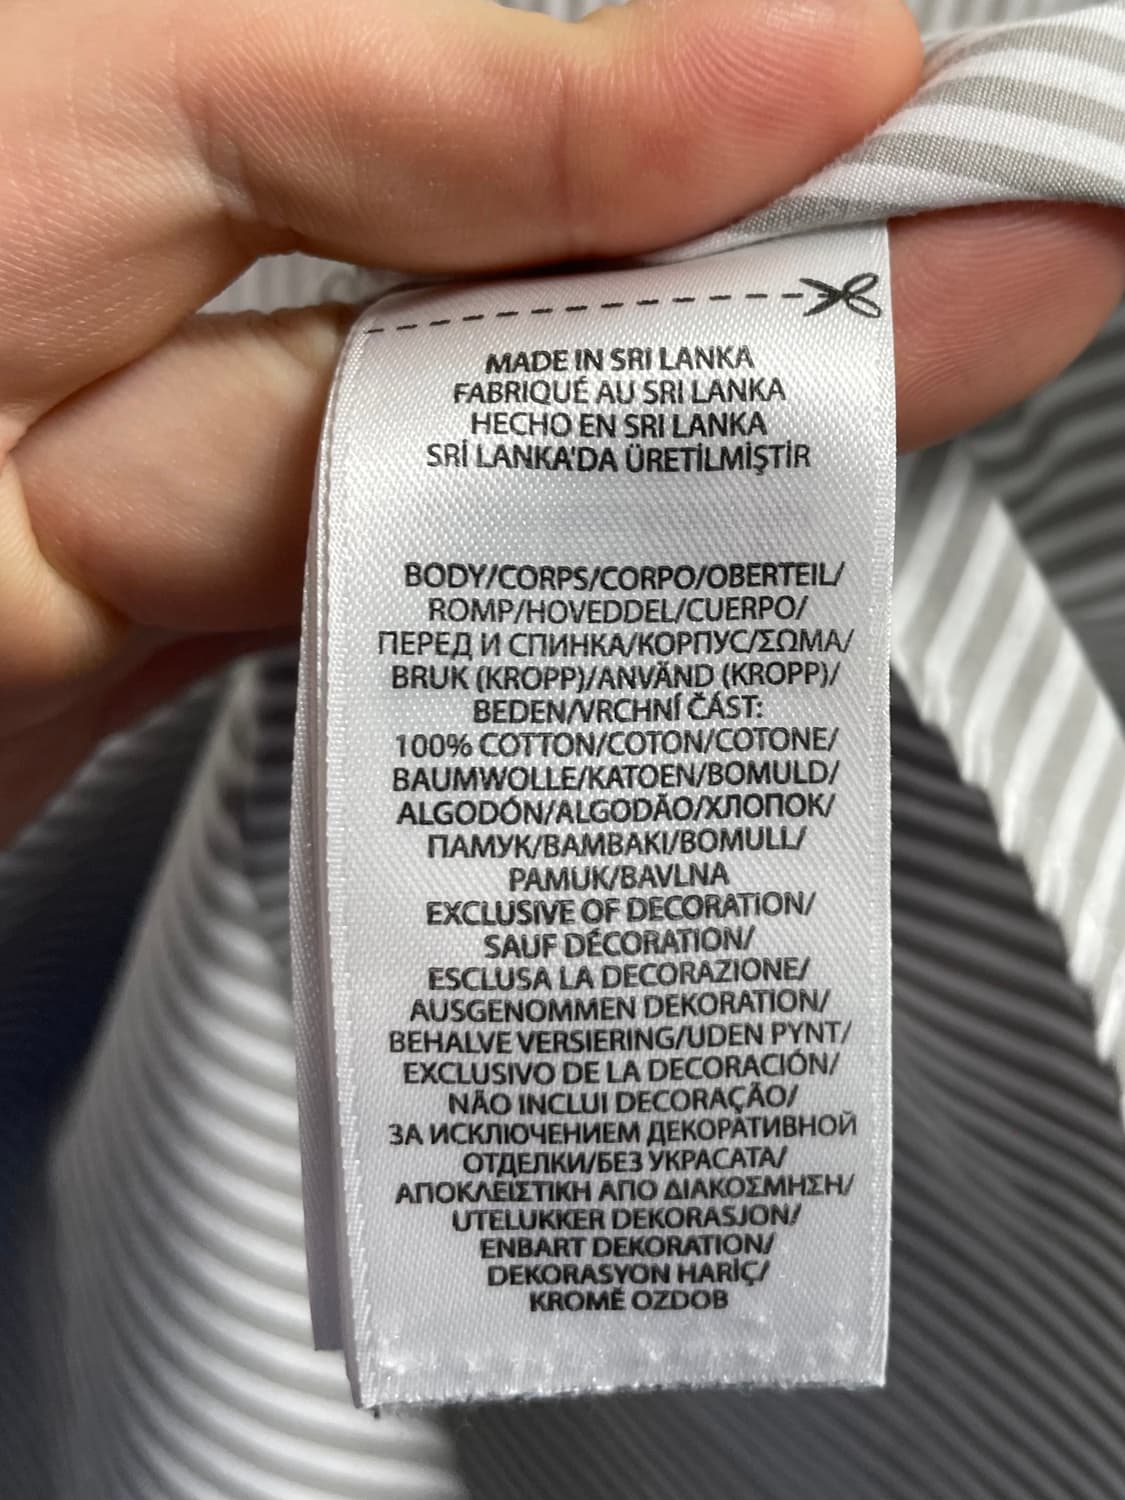 MADE IN SRI LANKA
FABRIQUÉ AU SRI LANKA
HECHO EN SRI LANKA
SRİ LANKA'DA ÜRETİLMİŞTİR
BODY/CORPS/CORPO/OBERTEIL/
ROMP/HOVEDDEL/CUERPO/
ПЕРЕД И СПИНКА/КОРПУС/ΣΩΜΑ/
BRUK (KROPP)/ANVÄND (KROPP)/
BEDEN/VRCHNÍ ČÁST:
100% COTTON/COTON/COTONE/
BAUMWOLLE/KATOEN/BOMULD/
ALGODÓN/ALGODÃO/ХЛОПОК/
ПАМУК/ΒΑΜΒΑΚΙ/BOMULL/
PAMUK/BAVLNA
EXCLUSIVE OF DECORATION/
SAUF DÉCORATION/
ESCLUSA LA DECORAZIONE/
AUSGENOMMEN DEKORATION/
BEHALVE VERSIERING/UDEN PYNT/
EXCLUSIVO DE LA DECORACIÓN/
NÃO INCLUI DECORAÇÃO/
ЗА ИСКЛЮЧЕНИЕМ ДЕКОРАТИВНОЙ
ОТДЕЛКИ/БЕЗ УКРАСАТА/
ΑΠΟΚΛΕΙΣΤΙΚΗ ΑΠΟ ΔΙΑΚΟΣΜΗΣΗ/
UTELUKKER DEKORASJON/
ENBART DEKORATION/
DEKORASYON HARİÇ/
KROMĚ OZDOB